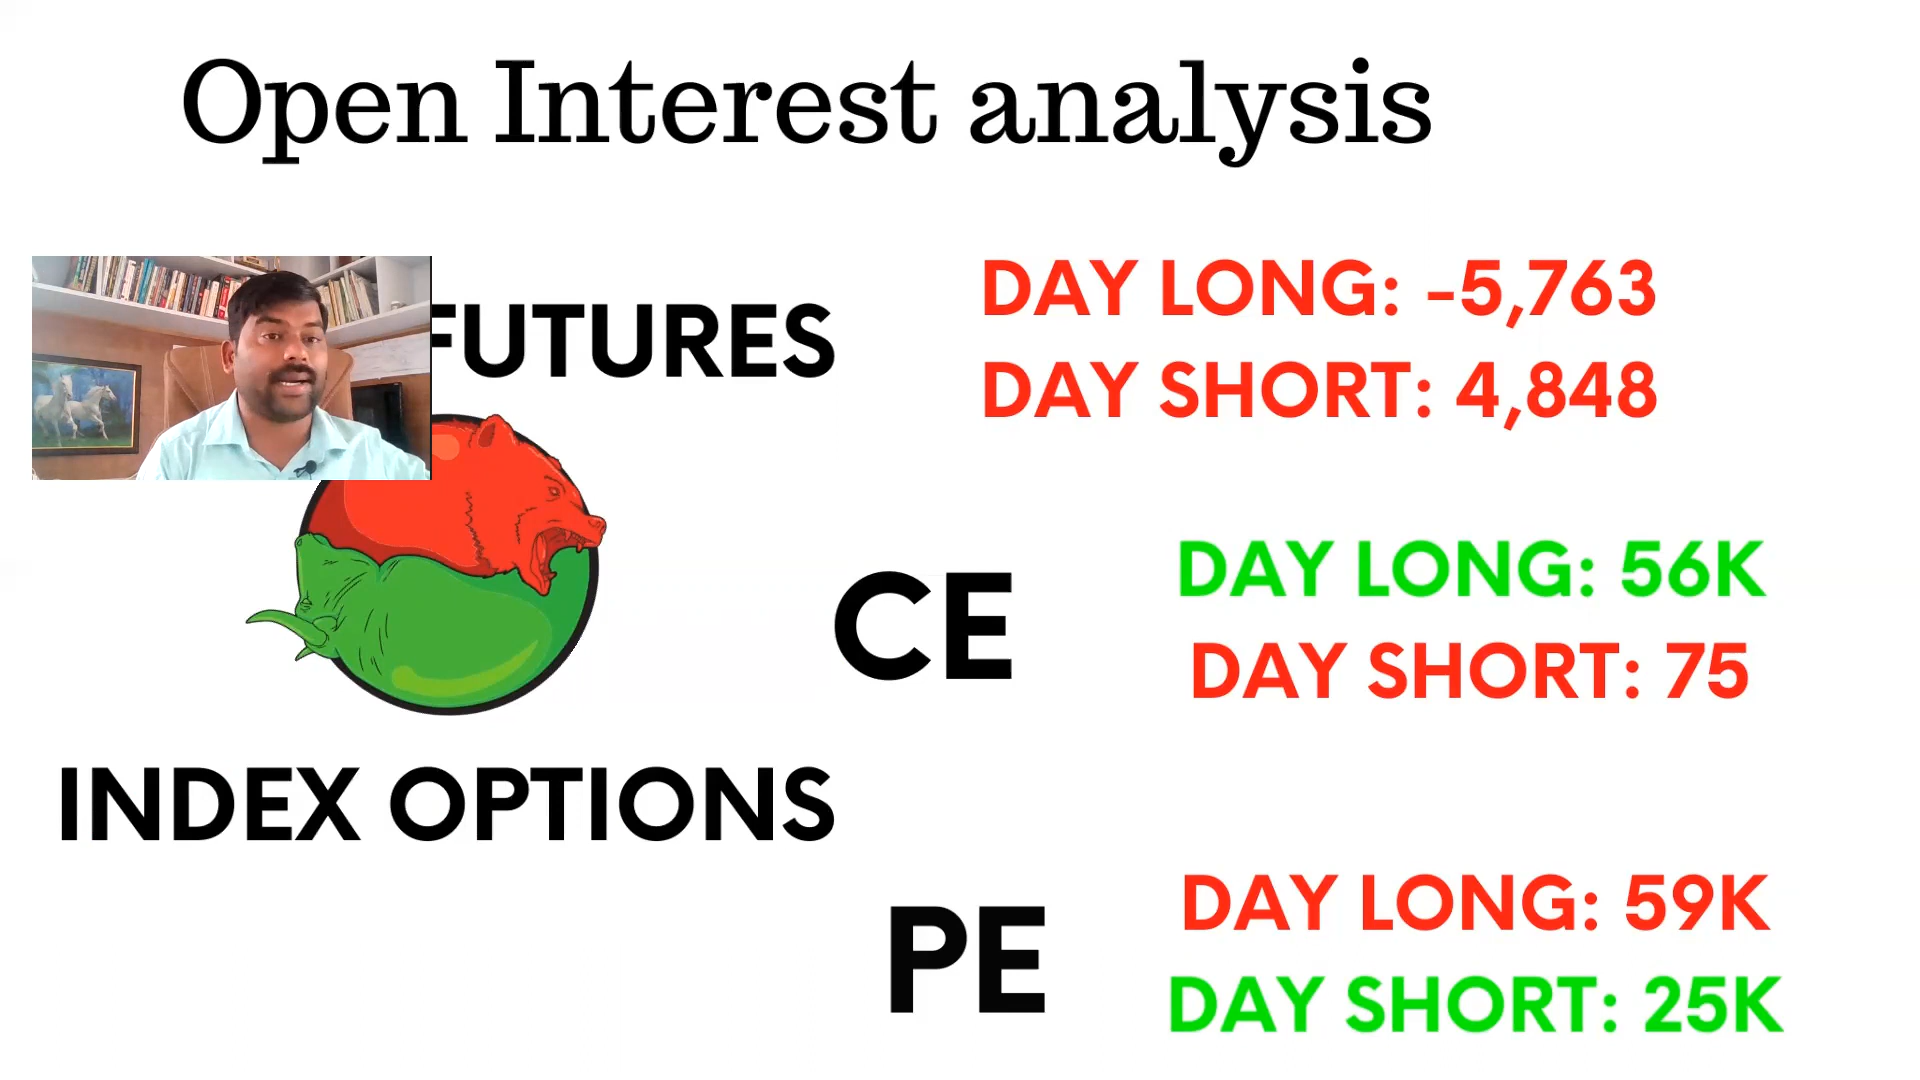 Open Interest analysis
FUTURES
DAY LONG: -5,763
DAY SHORT: 4,848
CE
DAY LONG: 56K
DAY SHORT: 75
INDEX OPTIONS
PE
DAY LONG: 59K
DAY SHORT: 25K